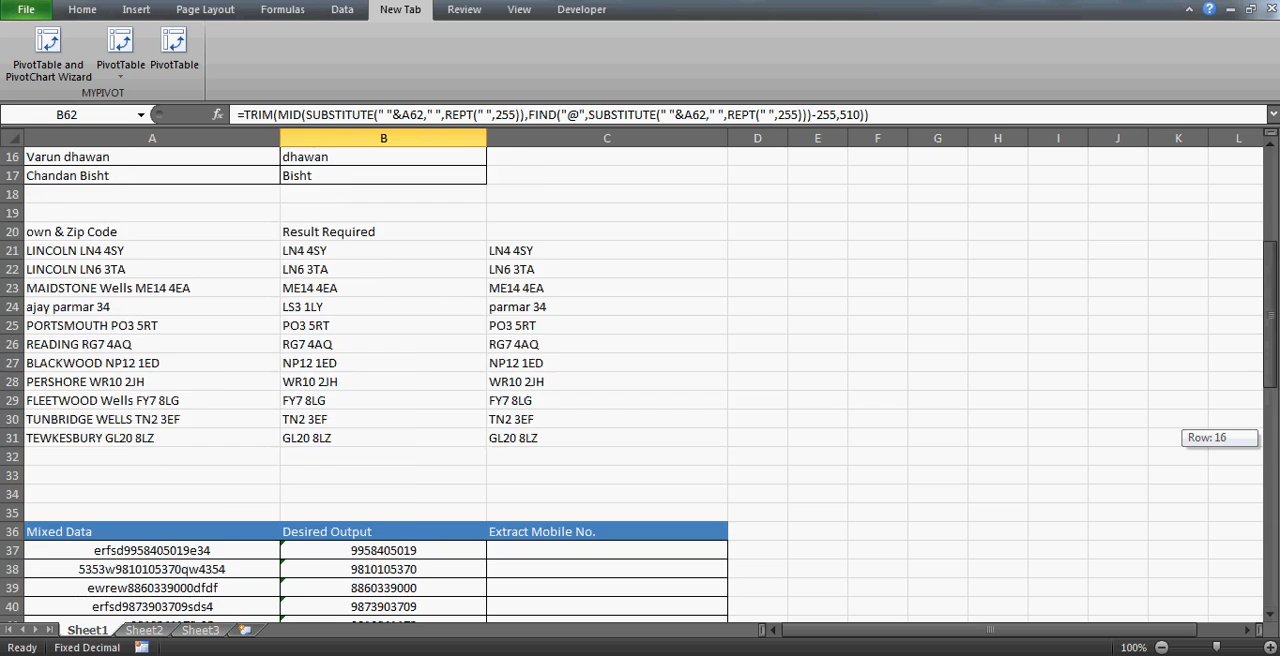 File Home Insert Page Layout Formulas Data New Tab Review View Developer
PivotTable and PivotChart Wizard PivotTable PivotTable
MYPIVOT
B62 fx =TRIM(MID(SUBSTITUTE(" "&A62," ",REPT(" ",255)),FIND("@",SUBSTITUTE(" "&A62," ",REPT(" ",255)))-255,510))
A B C D E F G H I J K L
16 Varun dhawan dhawan
17 Chandan Bisht Bisht
18
19
20 own & Zip Code Result Required
21 LINCOLN LN4 4SY LN4 4SY LN4 4SY
22 LINCOLN LN6 3TA LN6 3TA LN6 3TA
23 MAIDSTONE Wells ME14 4EA ME14 4EA ME14 4EA
24 ajay parmar 34 LS3 1LY parmar 34
25 PORTSMOUTH PO3 5RT PO3 5RT PO3 5RT
26 READING RG7 4AQ RG7 4AQ RG7 4AQ
27 BLACKWOOD NP12 1ED NP12 1ED NP12 1ED
28 PERSHORE WR10 2JH WR10 2JH WR10 2JH
29 FLEETWOOD Wells FY7 8LG FY7 8LG FY7 8LG
30 TUNBRIDGE WELLS TN2 3EF TN2 3EF TN2 3EF
31 TEWKESBURY GL20 8LZ GL20 8LZ GL20 8LZ
Row: 16
32
33
34
35
36 Mixed Data Desired Output Extract Mobile No.
37 erfsd9958405019e34 9958405019
38 5353w9810105370qw4354 9810105370
39 ewrew8860339000dfdf 8860339000
40 erfsd9873903709sds4 9873903709
Sheet1 Sheet2 Sheet3
Ready Fixed Decimal 100%